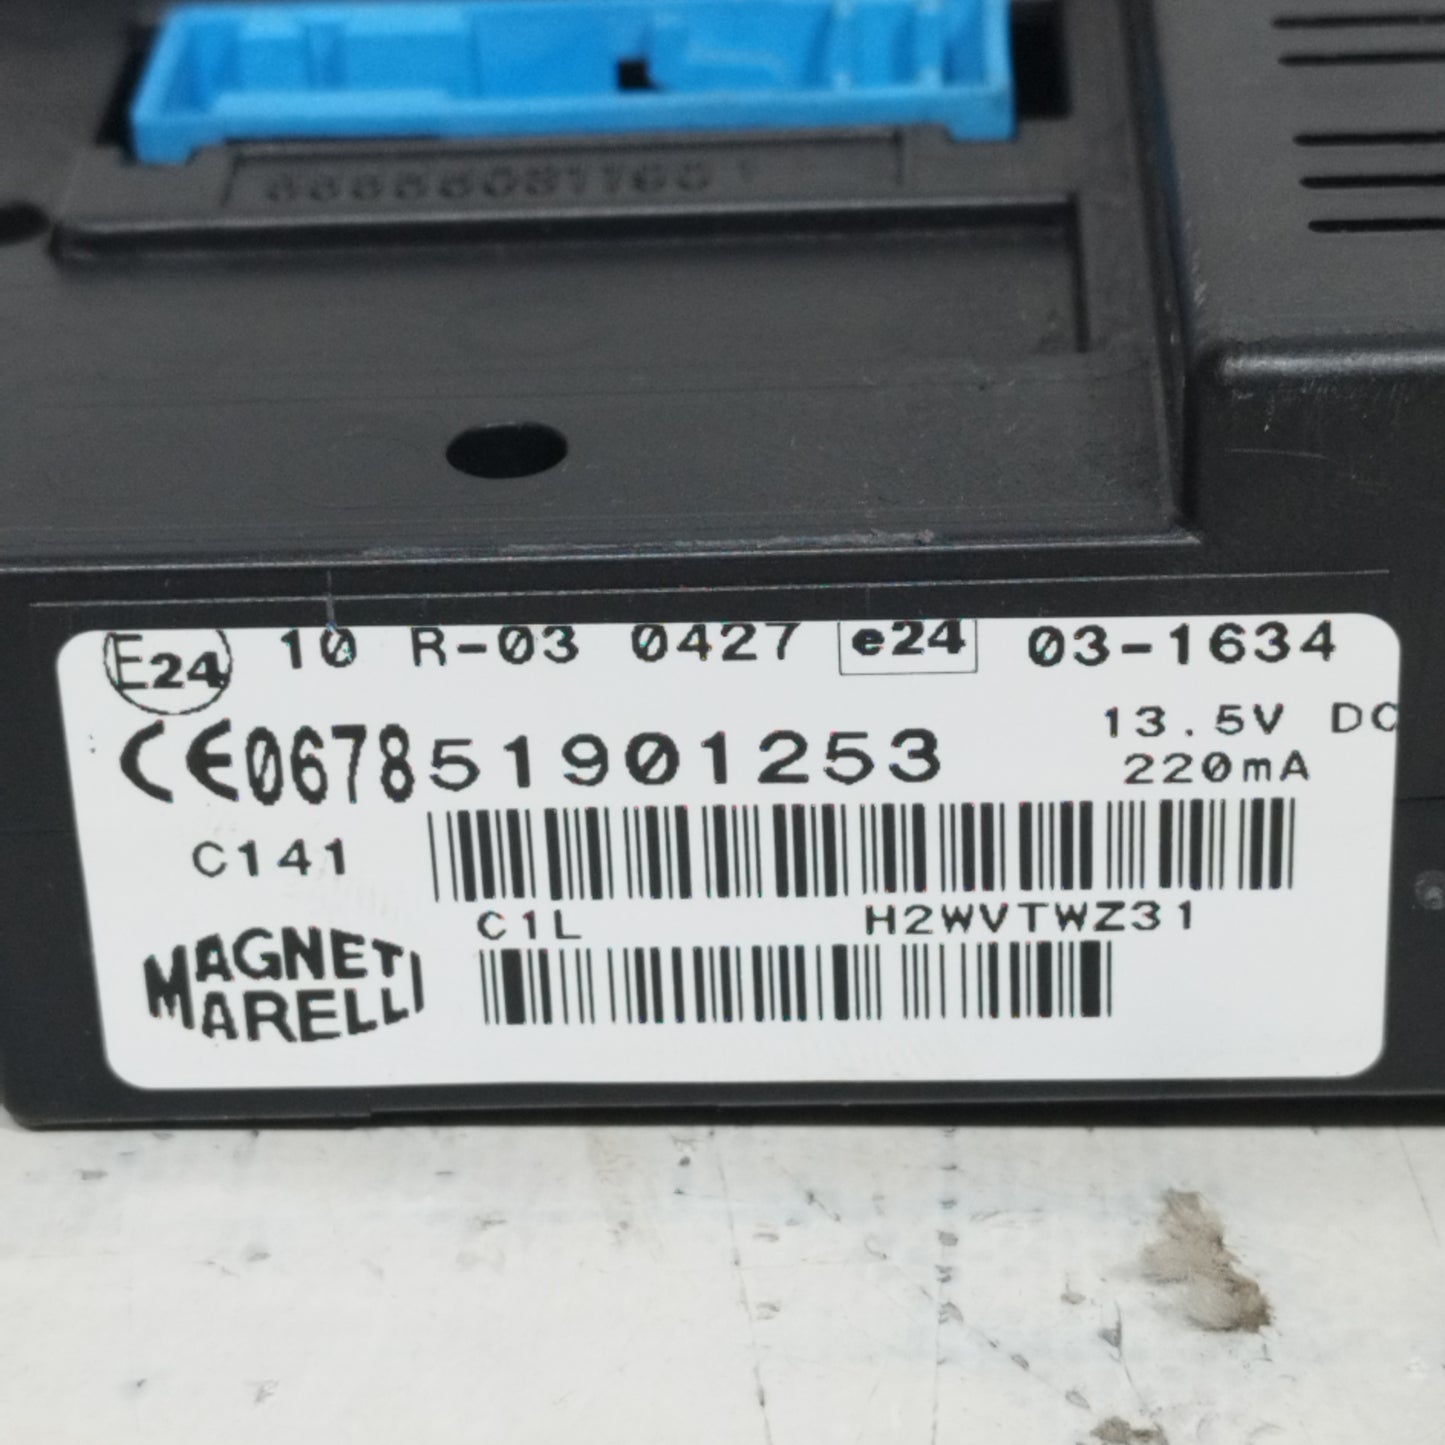 E24 10 R-03 0427 e24 03-1634
13.5V DC
CE0678 51901253
220mA
C141
C1L H2WVTWZ31
MAGNETI
MARELLI